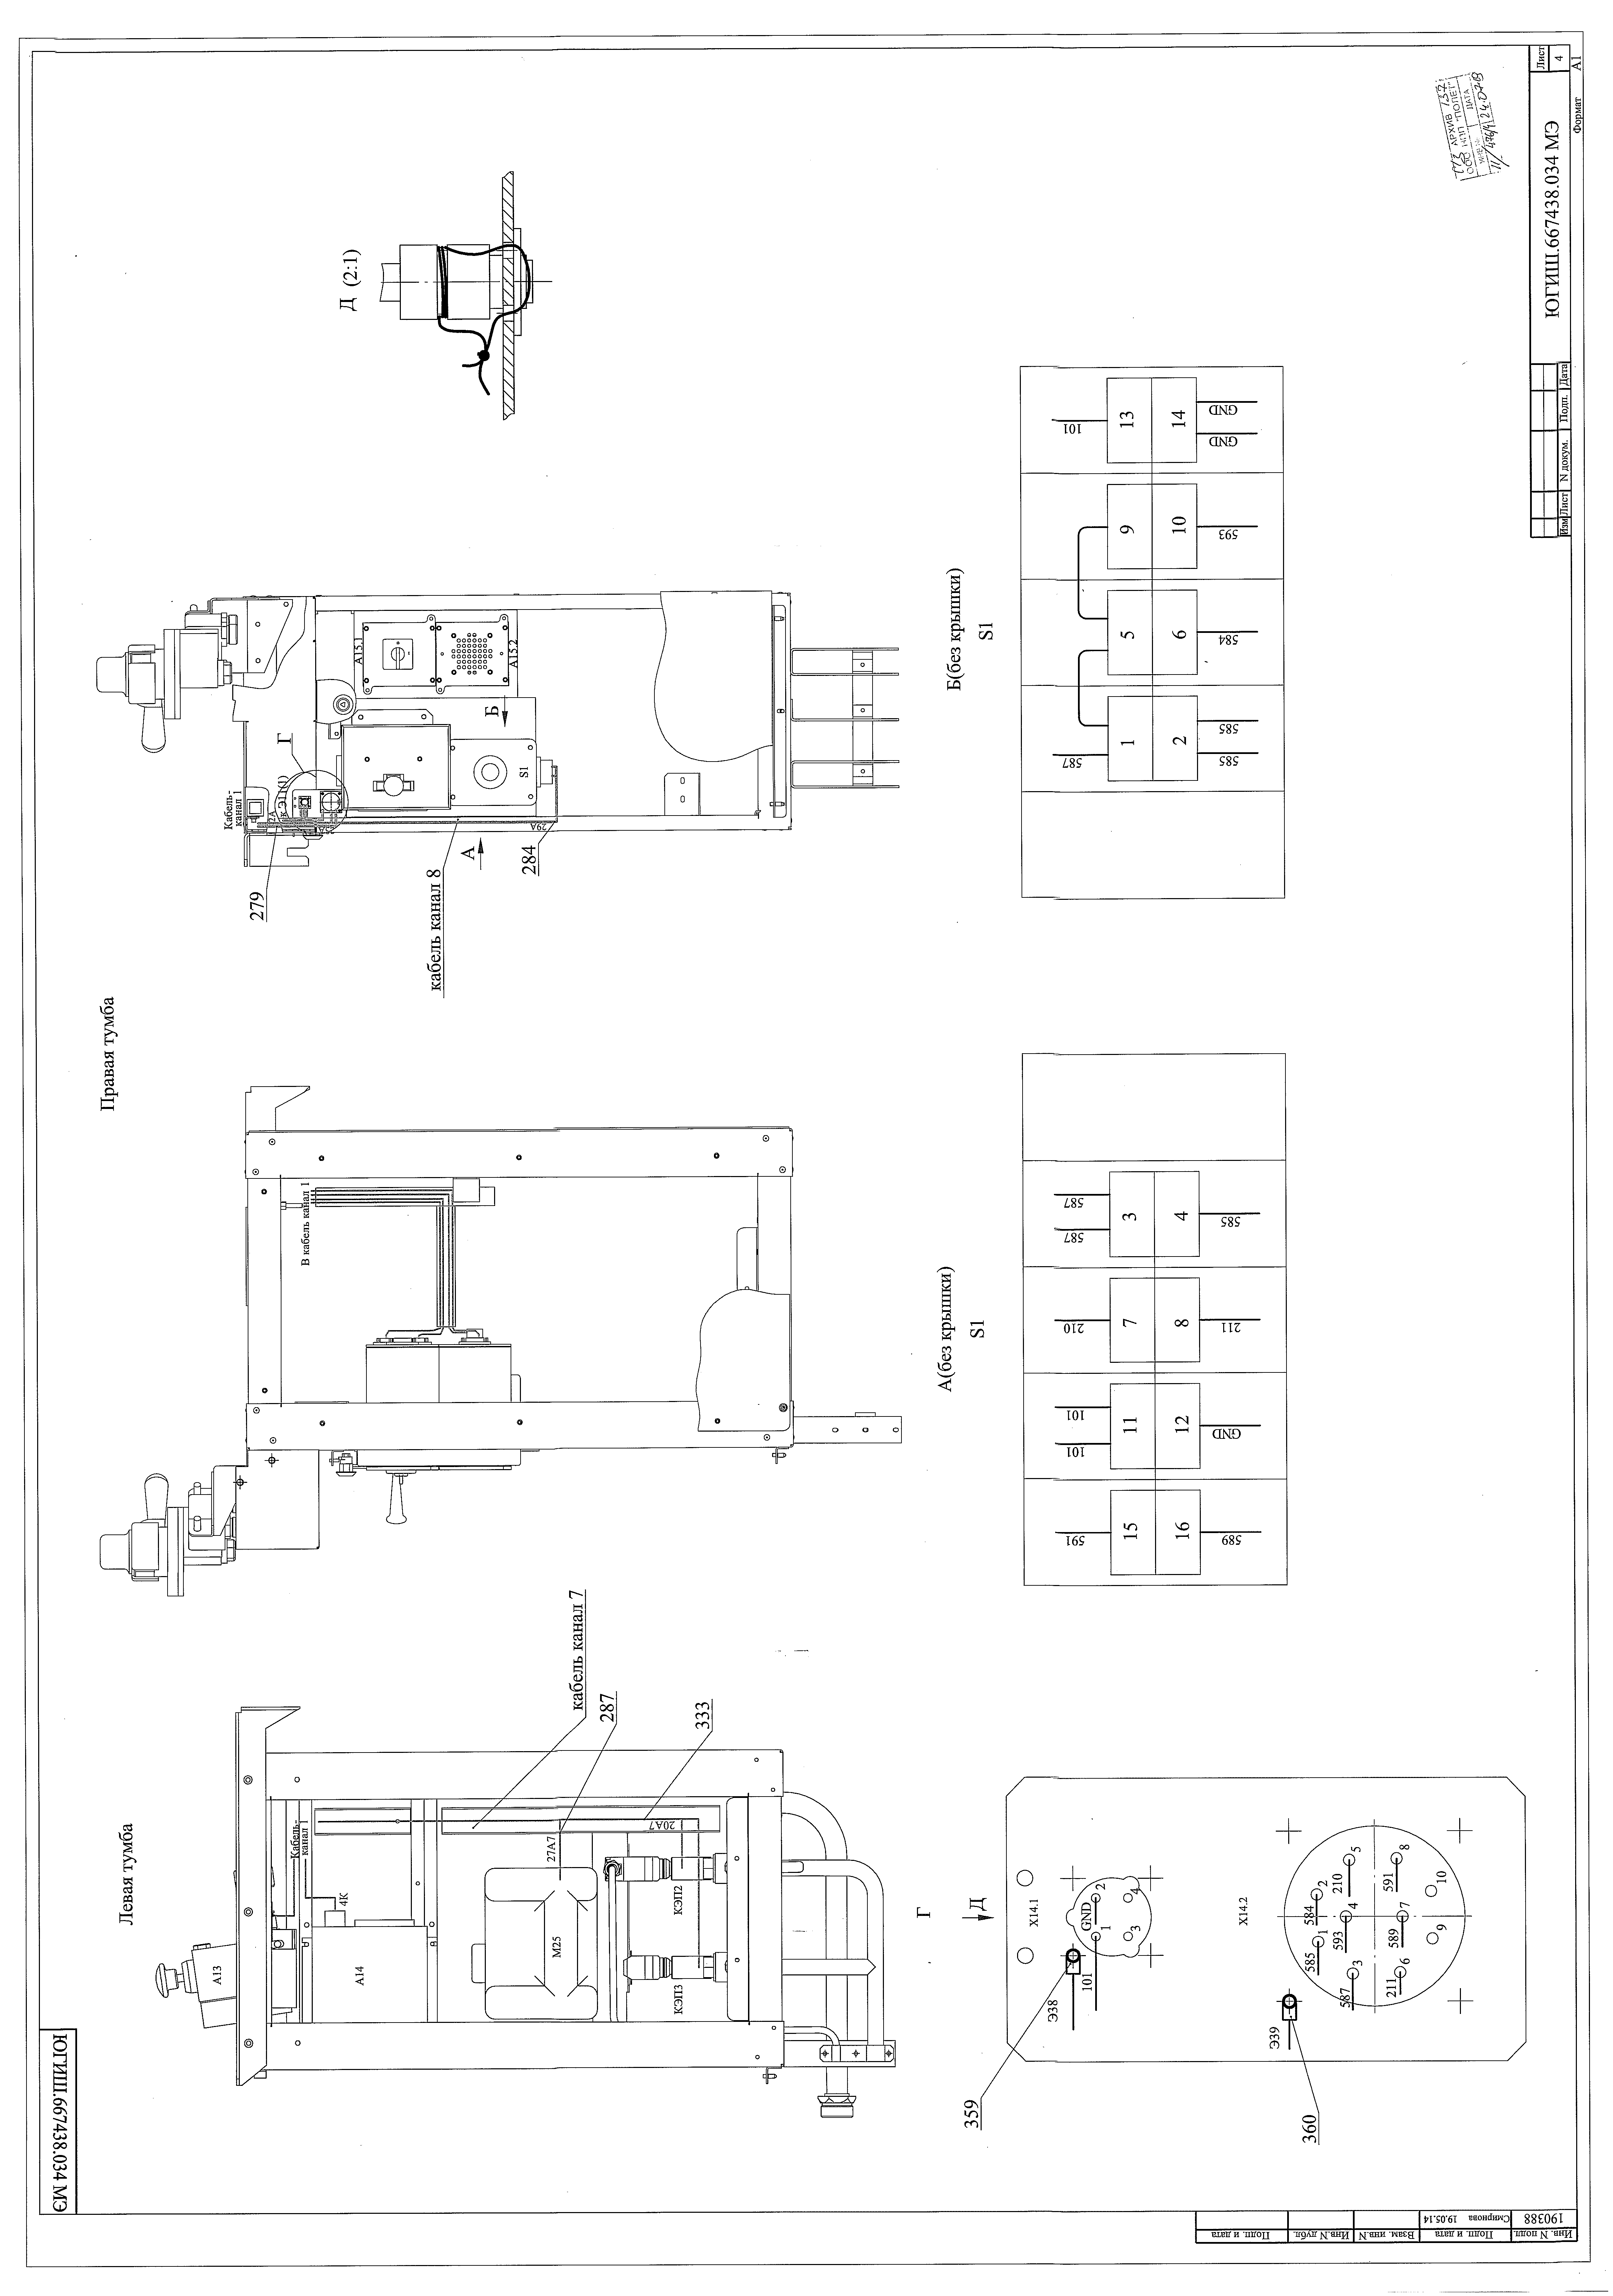 ЮГИШ.667438.034 МЭ
Левая тумба
А13
Кабель-
канал 1
4К
А14
М25
27А7
20А7
КЭП2
КЭП3
кабель канал 7
287
333
Правая тумба
В кабель канал 1
Кабель-
канал 1
2А
к Э11(1)
Г
279
А15.1
А15.2
Б
S1
29А
А
284
кабель канал 8
Д (2:1)
Г
Д
Х14.1
Э38
359
GND
101
1
2
3
4
Х14.2
Э39
360
585
1
584
2
587
3
593
4
210
5
211
6
589
7
591
8
9
10
А(без крышки)
S1
591
15
16
589
101
101
11
12
GND
210
7
8
211
587
587
3
4
585
Б(без крышки)
S1
587
1
2
585
585
5
6
584
9
10
593
101
13
14
GND
GND
АРХИВ
ООО НПП "ПОЛЕТ"
ДАТА
Изм
Лист
N докум.
Подп.
Дата
ЮГИШ.667438.034 МЭ
Лист
4
Формат
А1
Инв. N подл.
Подп. и дата
Взам. инв.N
Инв.N дубл.
Подп. и дата
190388
Смирнова 19.05.14